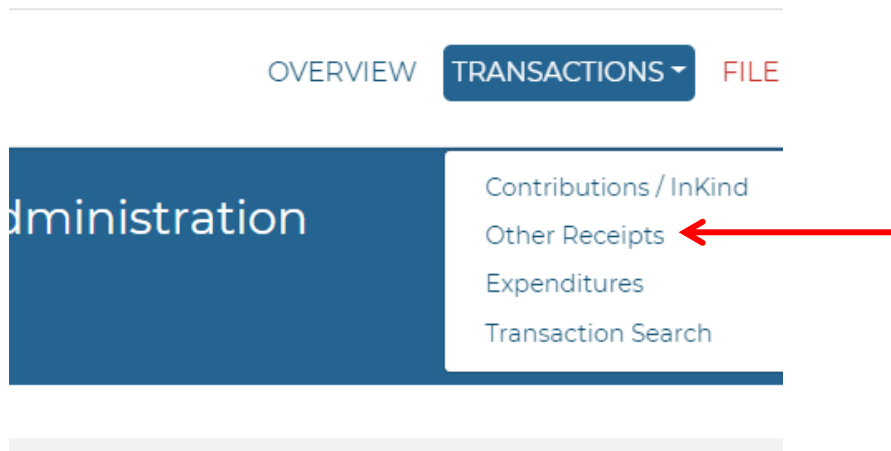 OVERVIEW TRANSACTIONS FILE
dministration
Contributions / InKind
Other Receipts
Expenditures
Transaction Search